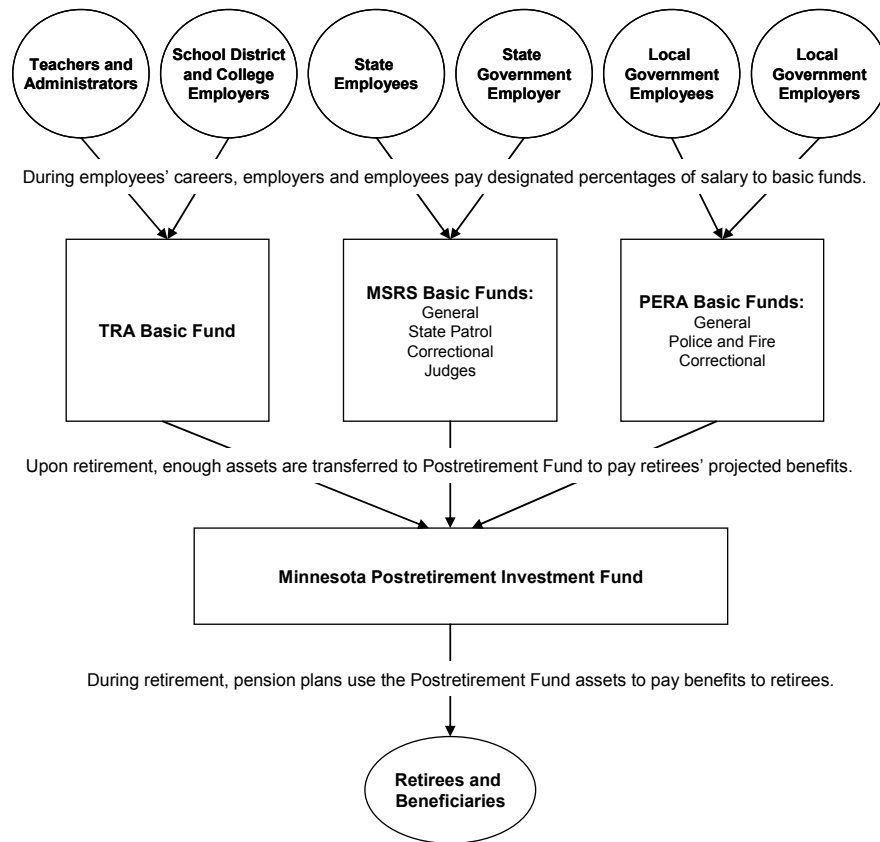 Teachers and
Administrators
School District
and College
Employers
State
Employees
State
Government
Employer
Local
Government
Employees
Local
Government
Employers
During employees’ careers, employers and employees pay designated percentages of salary to basic funds.
TRA Basic Fund
MSRS Basic Funds:
General
State Patrol
Correctional
Judges
PERA Basic Funds:
General
Police and Fire
Correctional
Upon retirement, enough assets are transferred to Postretirement Fund to pay retirees’ projected benefits.
Minnesota Postretirement Investment Fund
During retirement, pension plans use the Postretirement Fund assets to pay benefits to retirees.
Retirees and
Beneficiaries